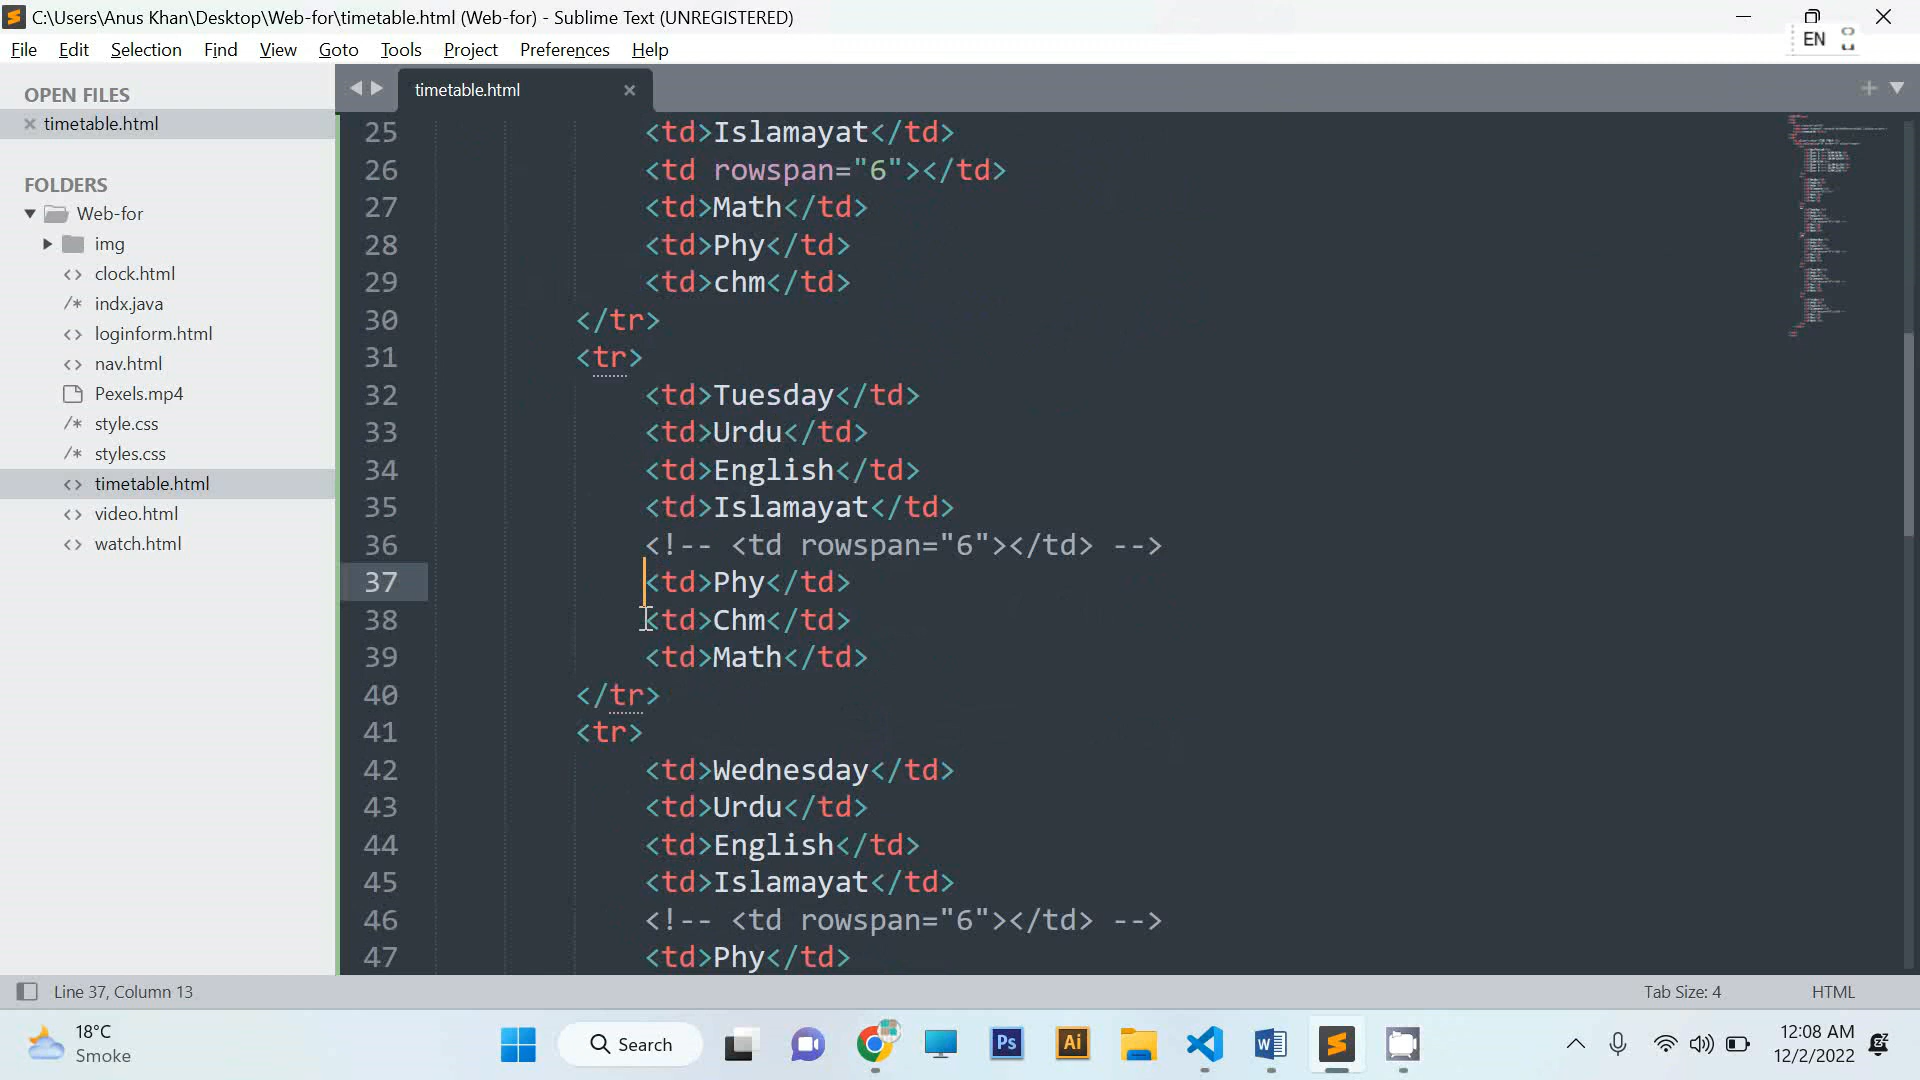 C:\Users\Anus Khan\Desktop\Web-for\timetable.html (Web-for) - Sublime Text (UNREGISTERED)
File Edit Selection Find View Goto Tools Project Preferences Help
EN
OPEN FILES
timetable.html
FOLDERS
Web-for
img
clock.html
/* indx.java
loginform.html
nav.html
Pexels.mp4
/* style.css
/* styles.css
timetable.html
video.html
watch.html
timetable.html
25 <td>Islamayat</td>
26 <td rowspan="6"></td>
27 <td>Math</td>
28 <td>Phy</td>
29 <td>chm</td>
30 </tr>
31 <tr>
32 <td>Tuesday</td>
33 <td>Urdu</td>
34 <td>English</td>
35 <td>Islamayat</td>
36 <!-- <td rowspan="6"></td> -->
37 <td>Phy</td>
38 <td>Chm</td>
39 <td>Math</td>
40 </tr>
41 <tr>
42 <td>Wednesday</td>
43 <td>Urdu</td>
44 <td>English</td>
45 <td>Islamayat</td>
46 <!-- <td rowspan="6"></td> -->
47 <td>Phy</td>
Line 37, Column 13
Tab Size: 4
HTML
18°C
Smoke
Search
Ps
Ai
12:08 AM
12/2/2022